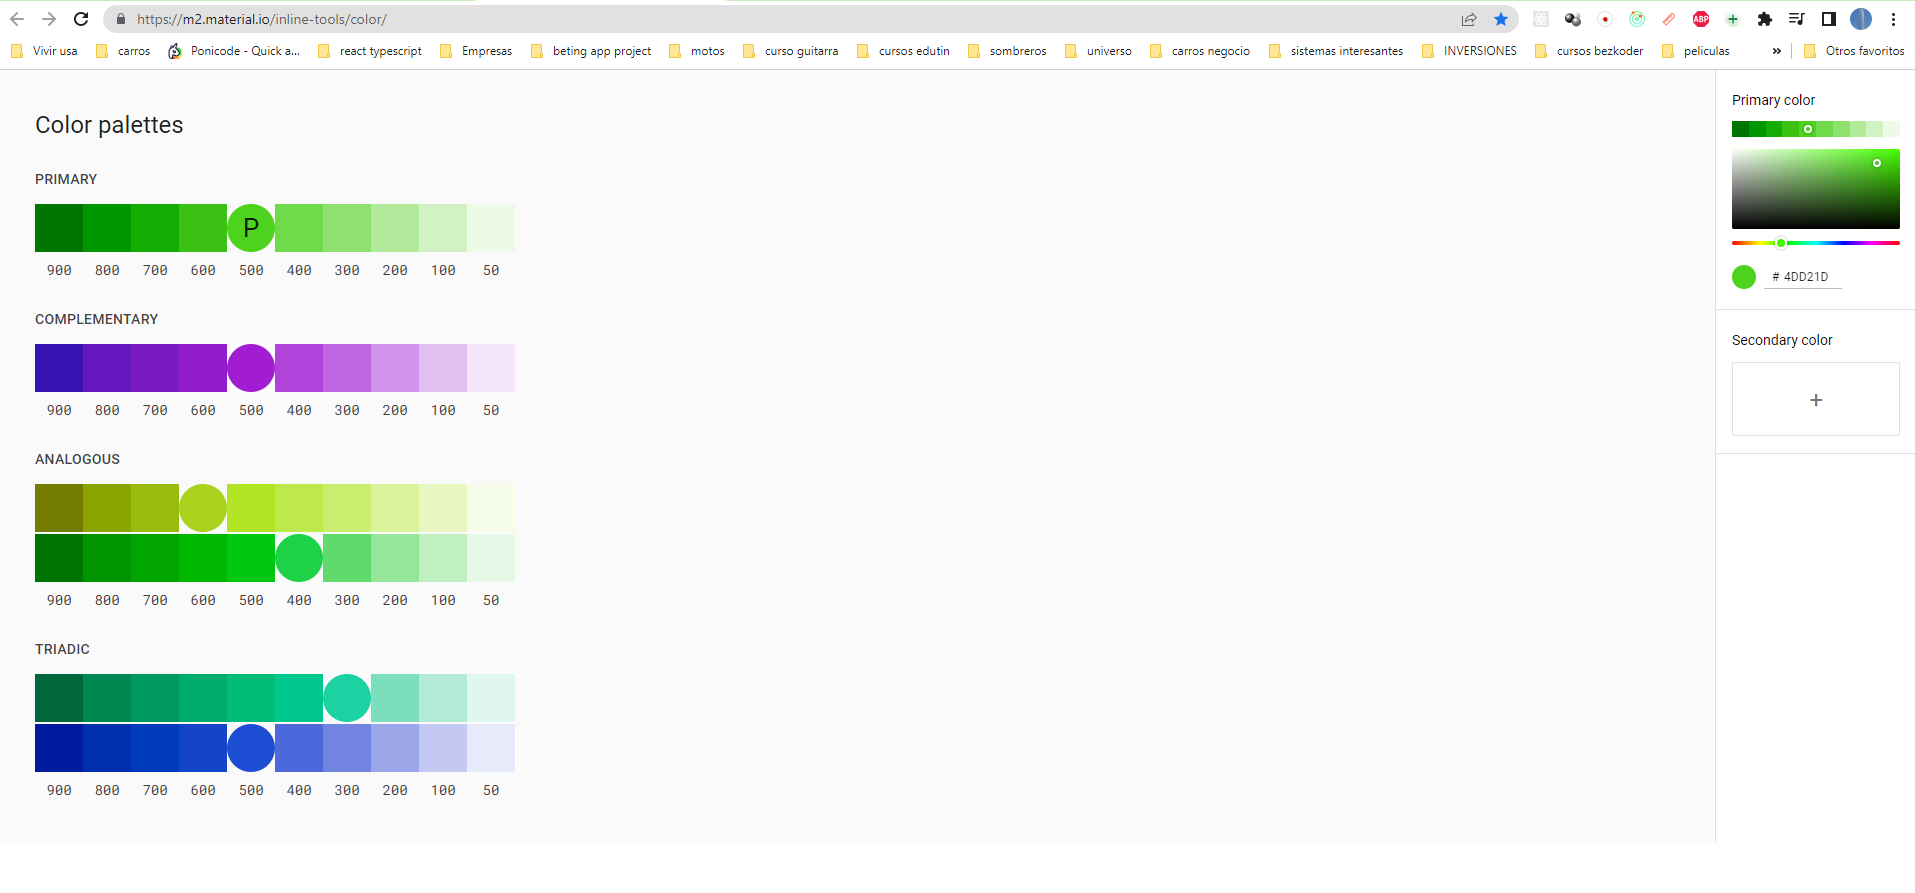 https://m2.material.io/inline-tools/color/
ABP
Vivir usa carros Ponicode - Quick a... react typescript Empresas beting app project motos curso guitarra cursos edutin sombreros universo carros negocio sistemas interesantes INVERSIONES cursos bezkoder peliculas » Otros favoritos
Color palettes
PRIMARY
P
900 800 700 600 500 400 300 200 100 50
COMPLEMENTARY
900 800 700 600 500 400 300 200 100 50
ANALOGOUS
900 800 700 600 500 400 300 200 100 50
TRIADIC
900 800 700 600 500 400 300 200 100 50
Primary color
# 4DD21D
Secondary color
+